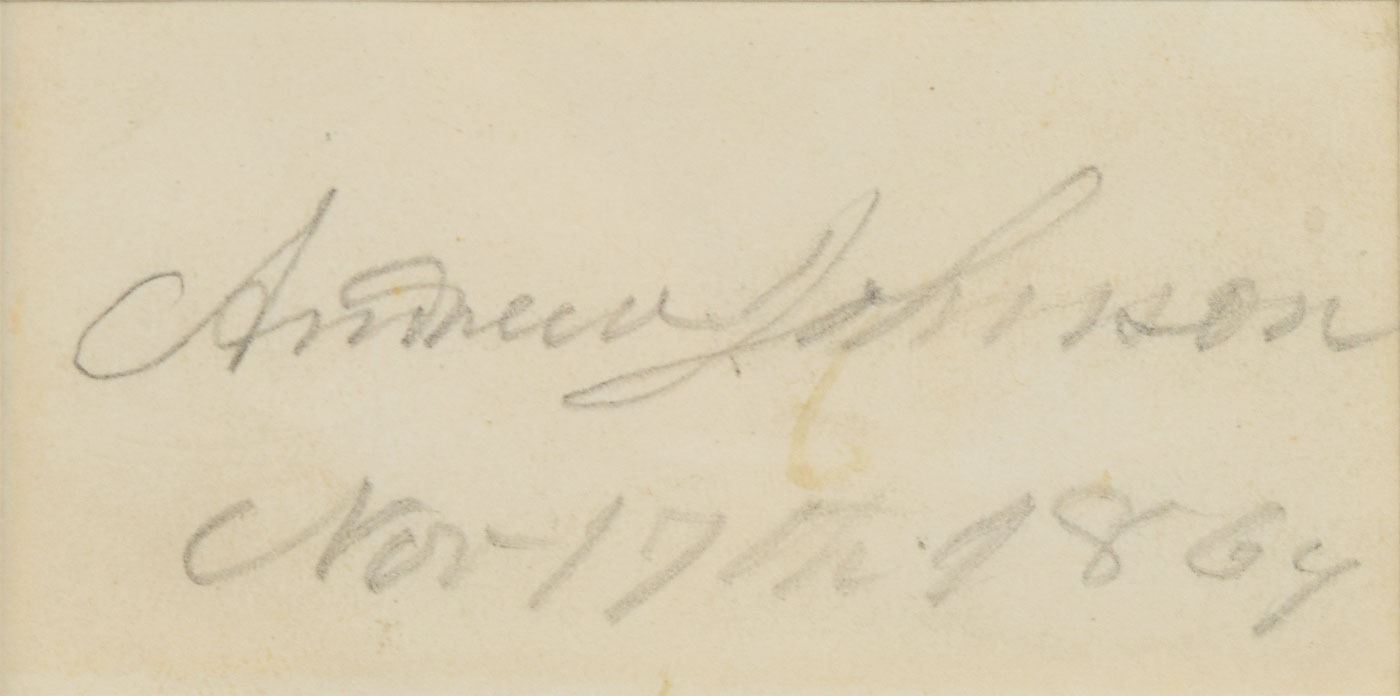 Andrew Johnson
Nov 17th 1864